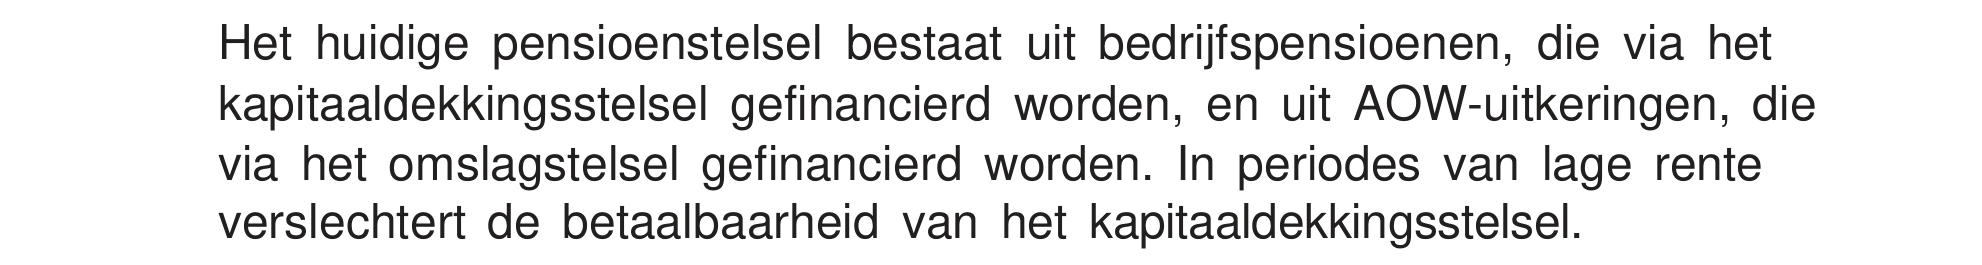 Het huidige pensioenstelsel bestaat uit bedrijfspensioenen, die via het
kapitaaldekkingsstelsel gefinancierd worden, en uit AOW-uitkeringen, die
via het omslagstelsel gefinancierd worden. In periodes van lage rente
verslechtert de betaalbaarheid van het kapitaaldekkingsstelsel.